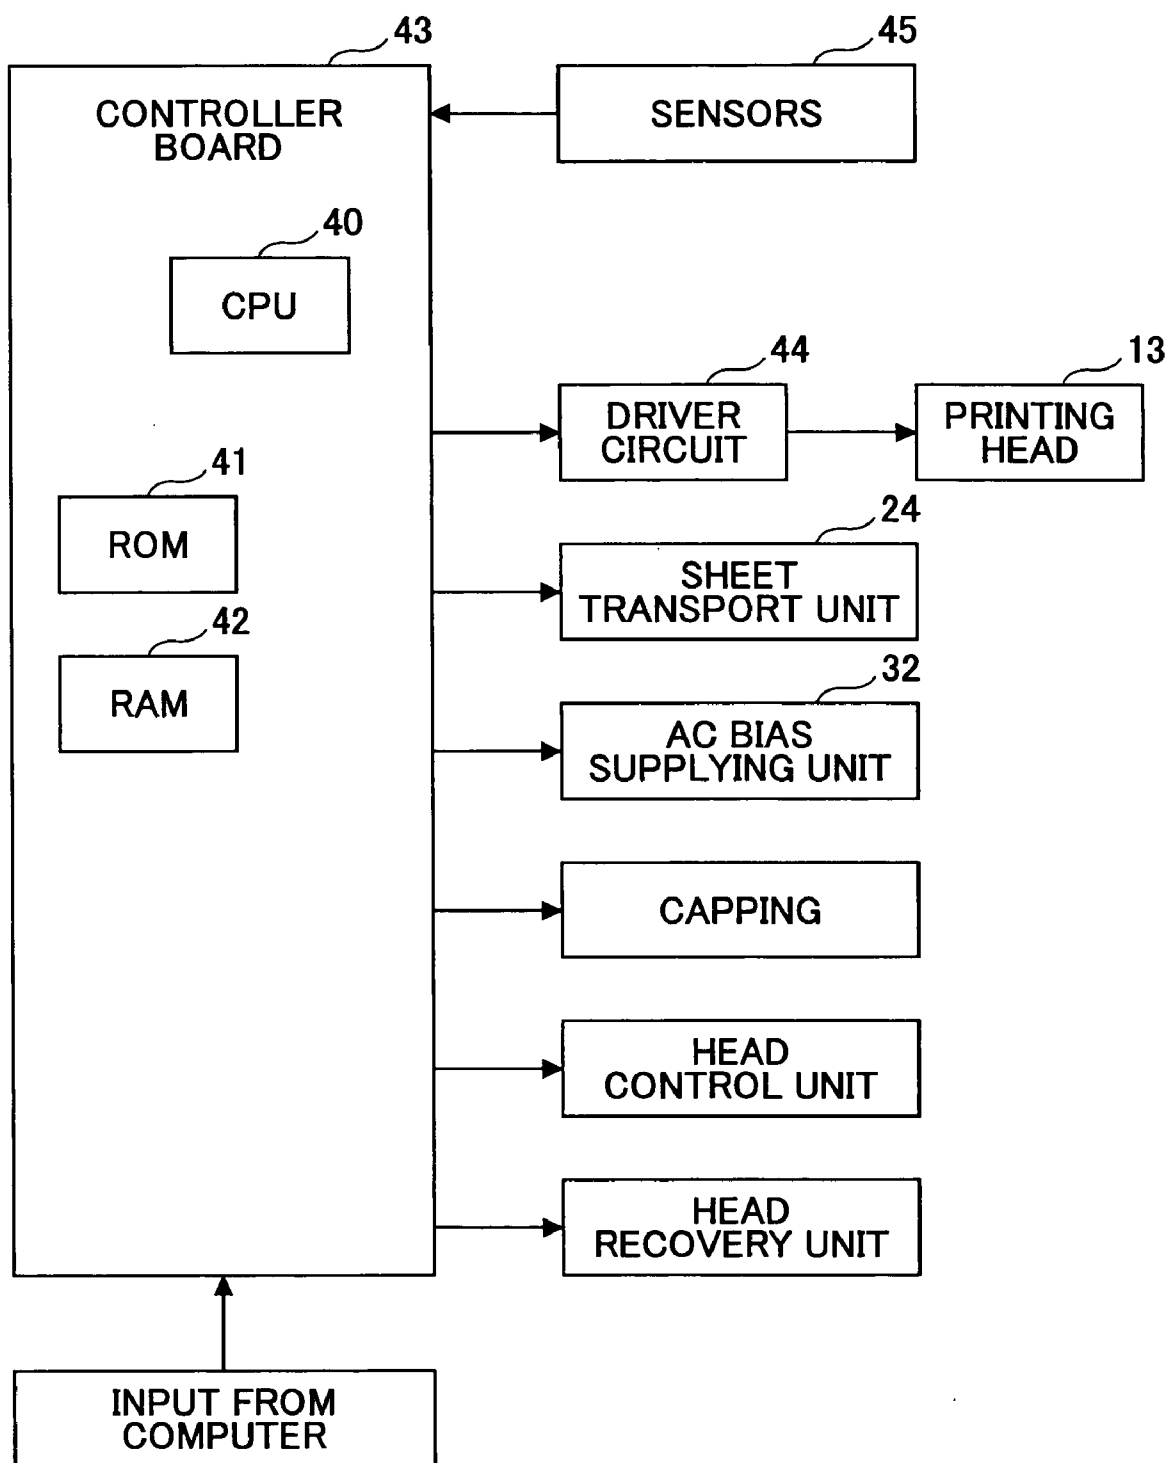 43
45
CONTROLLER
BOARD
SENSORS
40
CPU
44
13
DRIVER
CIRCUIT
PRINTING
HEAD
41
ROM
24
SHEET
TRANSPORT UNIT
42
RAM
32
AC BIAS
SUPPLYING UNIT
CAPPING
HEAD
CONTROL UNIT
HEAD
RECOVERY UNIT
INPUT FROM
COMPUTER